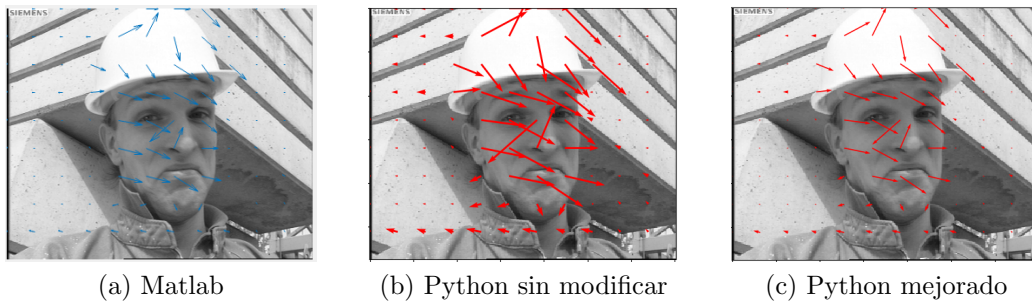 SIEMENS
SIEMENS
SIEMENS
(a) Matlab
(b) Python sin modificar
(c) Python mejorado